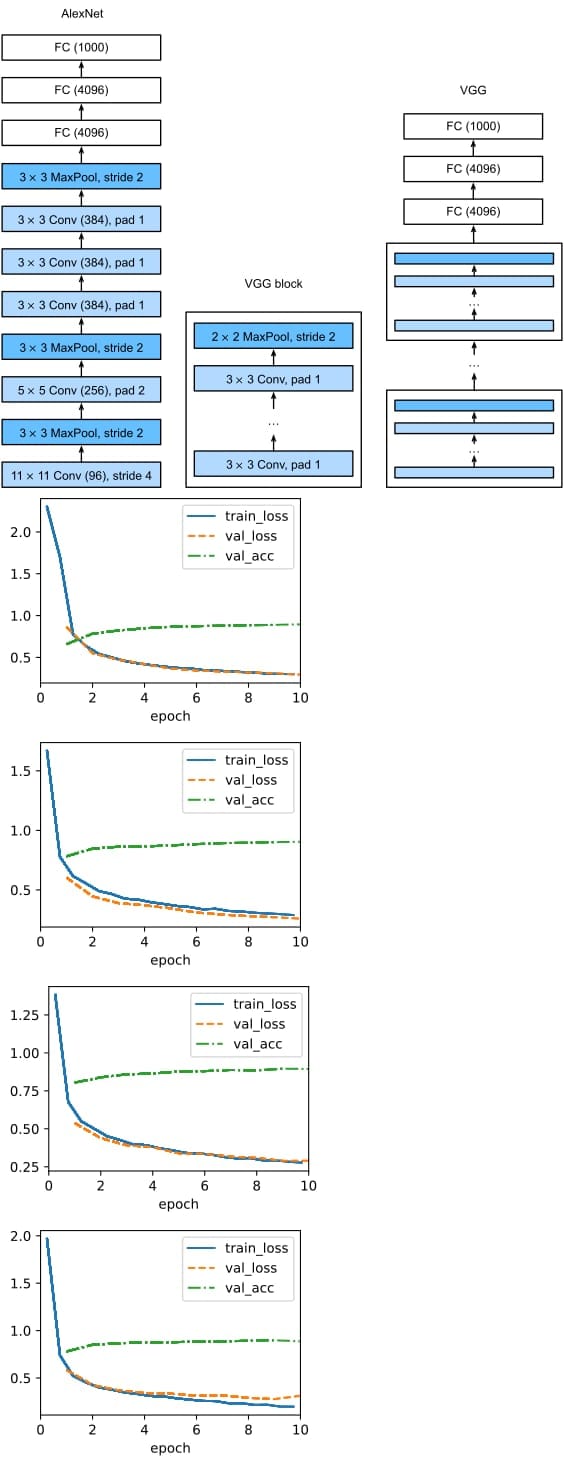 AlexNet
FC (1000)
FC (4096)
FC (4096)
3 × 3 MaxPool, stride 2
3 × 3 Conv (384), pad 1
3 × 3 Conv (384), pad 1
3 × 3 Conv (384), pad 1
3 × 3 MaxPool, stride 2
5 × 5 Conv (256), pad 2
3 × 3 MaxPool, stride 2
11 × 11 Conv (96), stride 4
VGG block
2 × 2 MaxPool, stride 2
3 × 3 Conv, pad 1
...
3 × 3 Conv, pad 1
VGG
FC (1000)
FC (4096)
FC (4096)
...
...
...
train_loss
val_loss
val_acc
2.0
1.5
1.0
0.5
0 2 4 6 8 10
epoch
train_loss
val_loss
val_acc
1.5
1.0
0.5
0 2 4 6 8 10
epoch
train_loss
val_loss
val_acc
1.25
1.00
0.75
0.50
0.25
0 2 4 6 8 10
epoch
train_loss
val_loss
val_acc
2.0
1.5
1.0
0.5
0 2 4 6 8 10
epoch